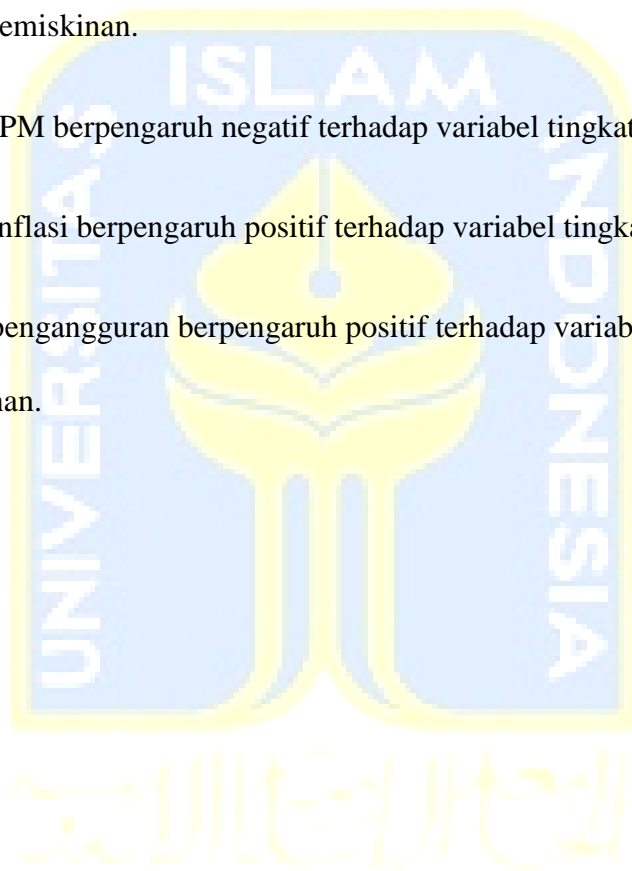 emiskinan.
PM berpengaruh negatif terhadap variabel tingkat
nflasi berpengaruh positif terhadap variabel tingka
pengangguran berpengaruh positif terhadap variab
nan.
ISLAM
UNIVERSITAS
INDONESIA